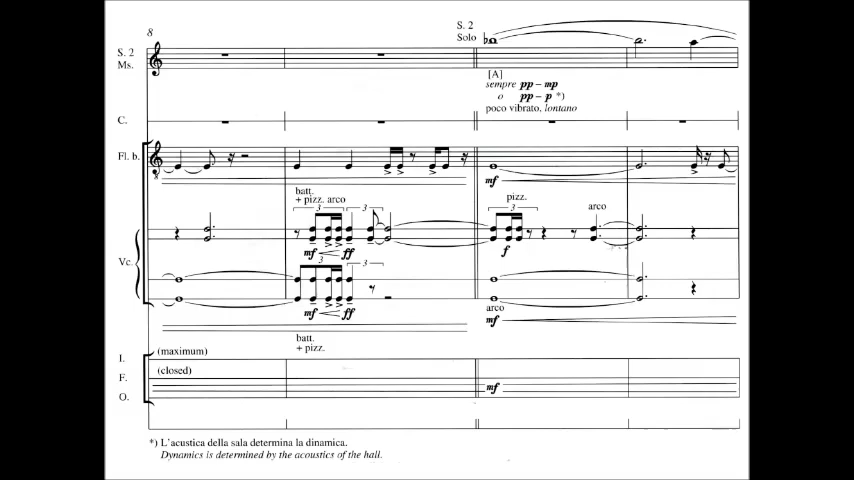 8
S. 2
Solo
S. 2
Ms.
[A]
sempre pp – mp
o pp – p *)
poco vibrato, lontano
C.
Fl. b.
mf
batt.
+ pizz. arco
pizz.
arco
3 3
3
mf ff
f
Vc.
3 3
mf ff
arco
mf
batt.
+ pizz.
I.
(maximum)
F.
(closed)
mf
O.
*) L'acustica della sala determina la dinamica.
Dynamics is determined by the acoustics of the hall.